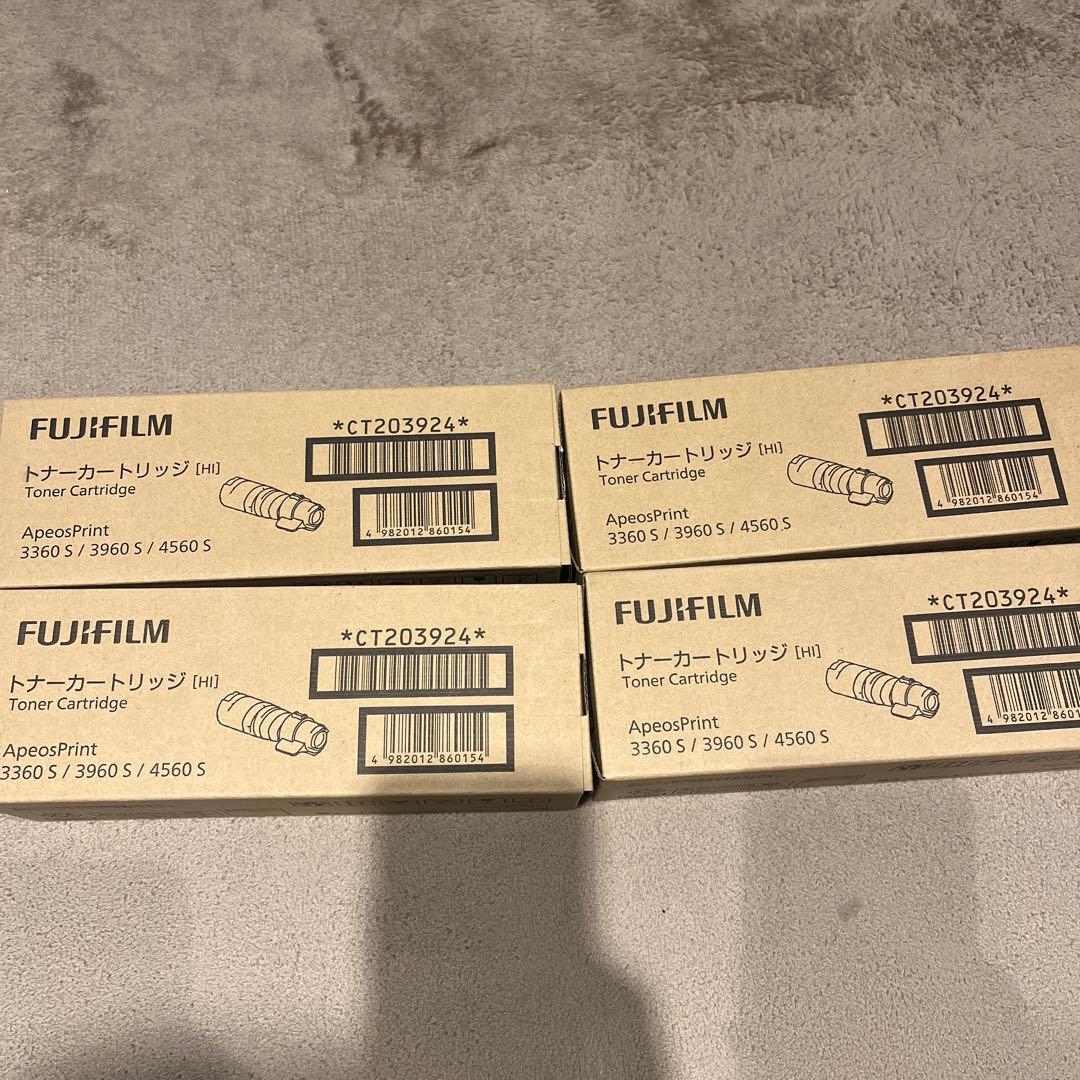 FUJIFILM
*CT203924*
トナーカートリッジ [HI]
Toner Cartridge
4 982012 860154
ApeosPrint
3360 S / 3960 S / 4560 S
FUJIFILM
*CT203924*
トナーカートリッジ [HI]
Toner Cartridge
4 982012 860154
ApeosPrint
3360 S / 3960 S / 4560 S
FUJIFILM
*CT203924*
トナーカートリッジ [HI]
Toner Cartridge
4 982012 860154
ApeosPrint
3360 S / 3960 S / 4560 S
FUJIFILM
*CT203924*
トナーカートリッジ [HI]
Toner Cartridge
4 982012 8601
ApeosPrint
3360 S / 3960 S / 4560 S